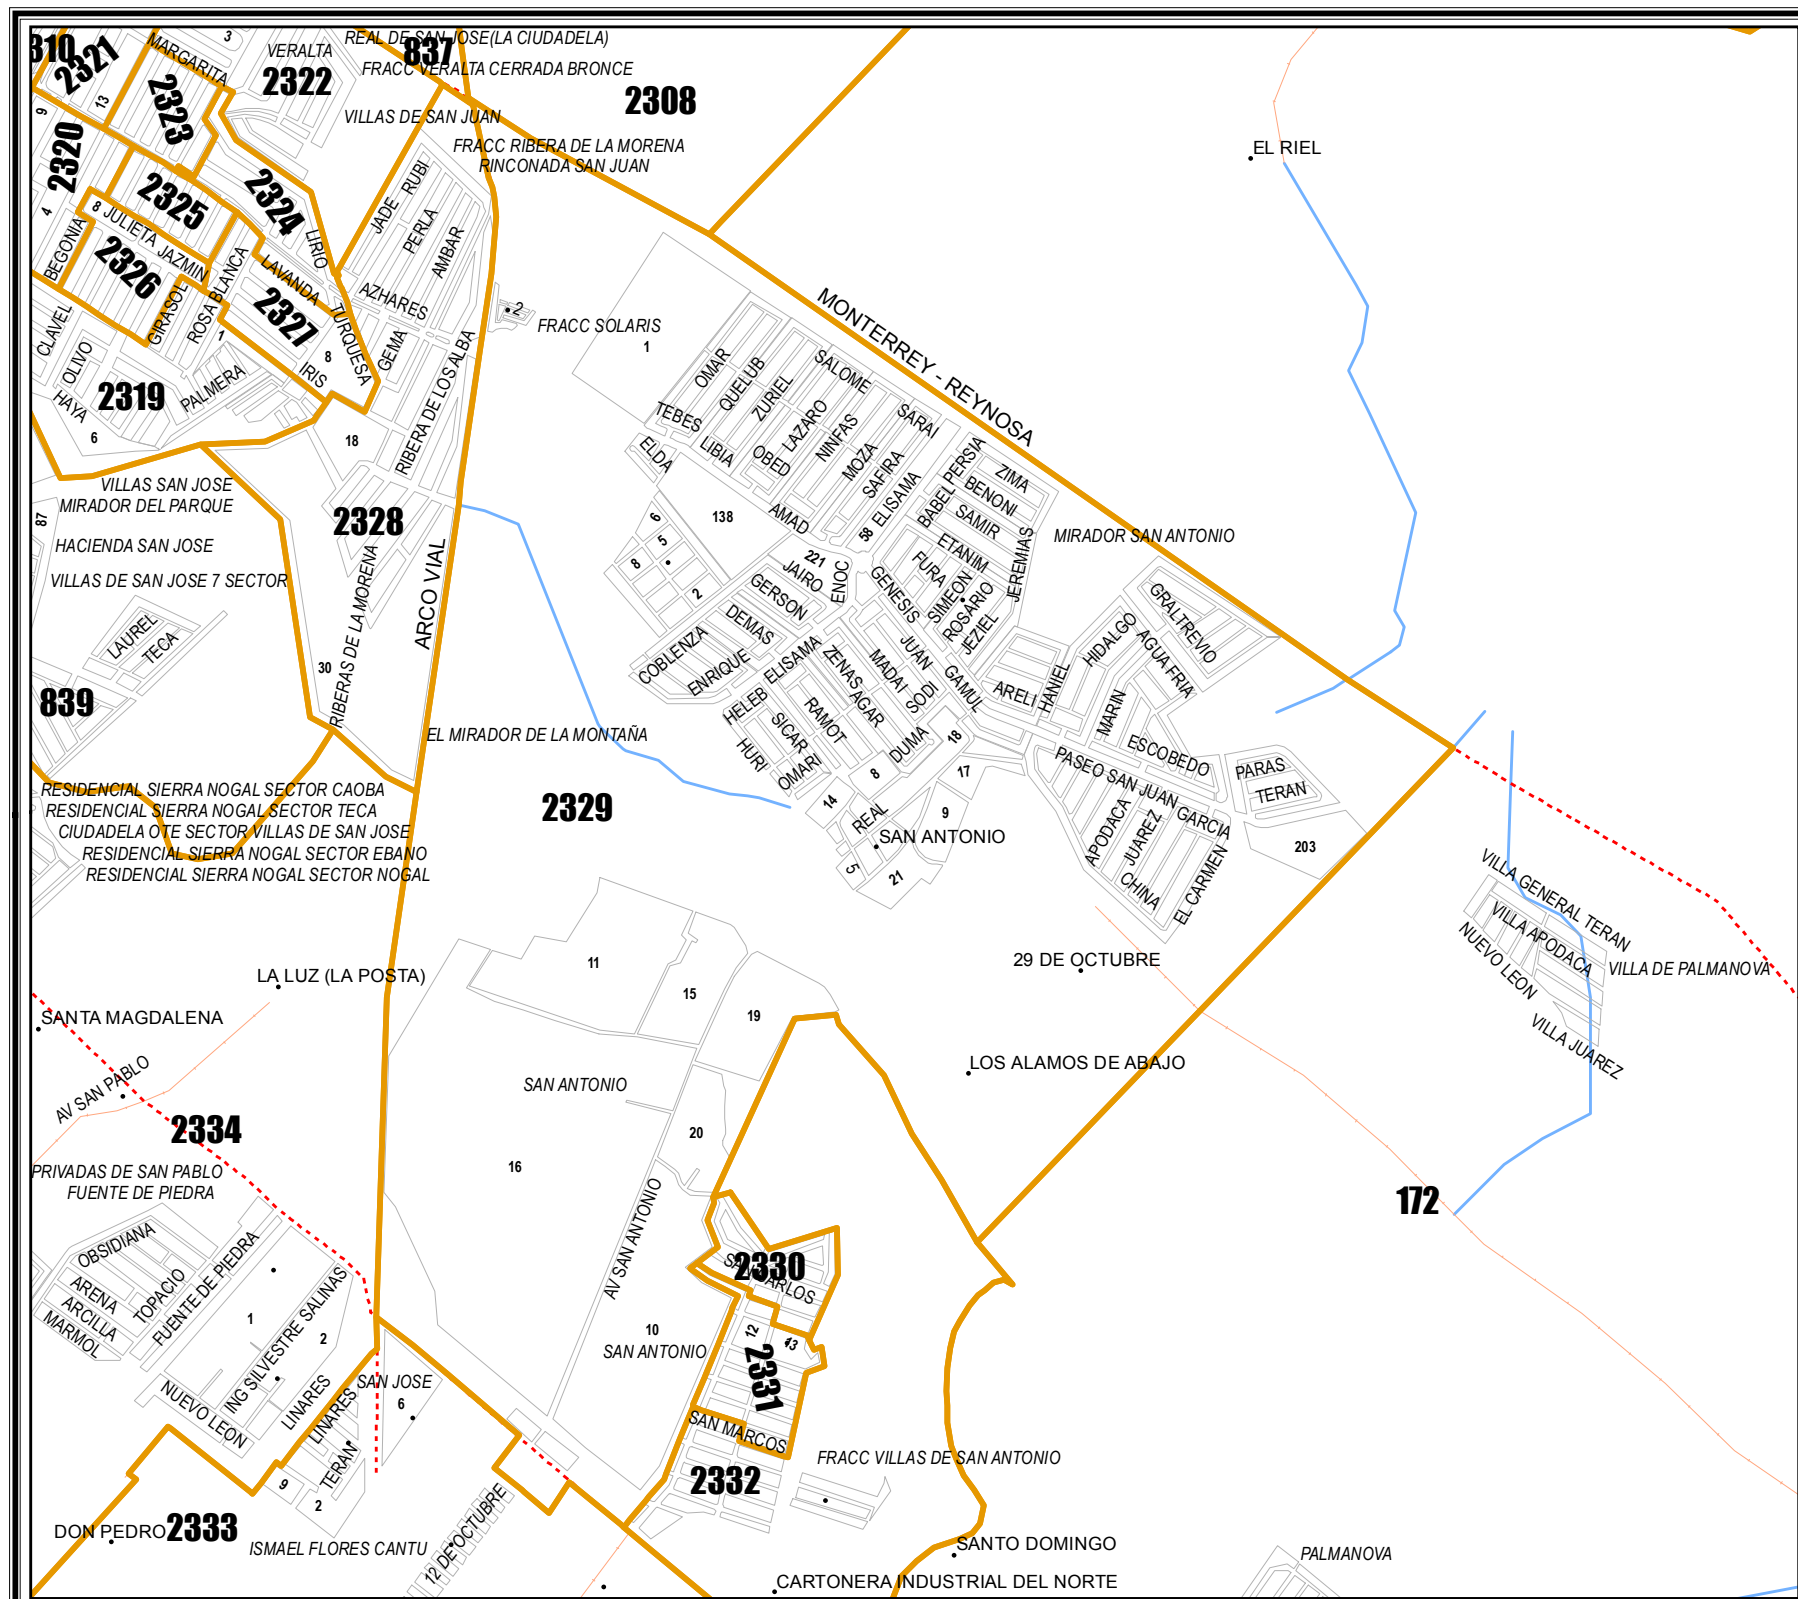 310
2321
MARGARITA
3
VERALTA
2322
REAL DE SAN JOSE(LA CIUDADELA)
837
FRACC VERALTA CERRADA BRONCE
2308
9
13
2323
VILLAS DE SAN JUAN
FRACC RIBERA DE LA MORENA
RINCONADA SAN JUAN
EL RIEL
2320
2325
2324
JADE
RUBI
PERLA
AMBAR
4
8
JULIETA
JAZMIN
BEGONIA
2326
LIRIO
ROSA BLANCA
GIRASOL
LAVANDA
2327
AZHARES
TURQUESA
GEMA
RIBERA DE LOS ALBA
2
FRACC SOLARIS
1
MONTERREY - REYNOSA
CLAVEL
OLIVO
HAYA
2319
PALMERA
1
8
IRIS
6
18
OMAR
QUELUB
ZURIEL
SALOME
SARAI
TEBES
LIBIA
OBED
LAZARO
NINFAS
MOZA
SAFIRA
ELISAMA
ELDA
PERSIA
BABEL
ZIMA
BENONI
SAMIR
ETANIM
JEREMIAS
MIRADOR SAN ANTONIO
VILLAS SAN JOSE
MIRADOR DEL PARQUE
87
2328
HACIENDA SAN JOSE
VILLAS DE SAN JOSE 7 SECTOR
138
AMAD
58
6
5
8
2
221
JAIRO
ENOC
GERSON
GENESIS
FURA
SIMEON
ROSARIO
JEZIEL
DEMAS
COBLENZA
ENRIQUE
ELISAMA
ZENAS
MADAI
JUAN
SODI
GAMUL
ARELI
HANIEL
HIDALGO
AGUA FRIA
GRALTREVIO
LAUREL
TECA
30
RIBERAS DE LA MORENA
ARCO VIAL
839
EL MIRADOR DE LA MONTAÑA
HELEB
SICAR
RAMOT
AGAR
HURI
OMARI
DUMA
18
8
MARIN
ESCOBEDO
PARAS
TERAN
PASEO SAN JUAN
GARCIA
APODACA
JUAREZ
CHINA
EL CARMEN
203
RESIDENCIAL SIERRA NOGAL SECTOR CAOBA
RESIDENCIAL SIERRA NOGAL SECTOR TECA
CIUDADELA OTE SECTOR VILLAS DE SAN JOSE
RESIDENCIAL SIERRA NOGAL SECTOR EBANO
RESIDENCIAL SIERRA NOGAL SECTOR NOGAL
2329
14
REAL
17
9
SAN ANTONIO
5
21
VILLA GENERAL TERAN
VILLA APODACA
NUEVO LEON
VILLA DE PALMANOVA
VILLA JUAREZ
11
15
19
29 DE OCTUBRE
LA LUZ (LA POSTA)
SANTA MAGDALENA
AV SAN PABLO
SAN ANTONIO
LOS ALAMOS DE ABAJO
2334
20
16
PRIVADAS DE SAN PABLO
FUENTE DE PIEDRA
172
OBSIDIANA
ARENA
ARCILLA
MARMOL
TOPACIO
FUENTE DE PIEDRA
AV SAN ANTONIO
2330
SAN CARLOS
1
2
ING SILVESTRE SALINAS
10
SAN ANTONIO
12
13
2331
NUEVO LEON
LINARES
LINARES
SAN JOSE
6
TERAN
SAN MARCOS
2332
FRACC VILLAS DE SAN ANTONIO
9
2
DON PEDRO
2333
ISMAEL FLORES CANTU
12 DE OCTUBRE
SANTO DOMINGO
CARTONERA INDUSTRIAL DEL NORTE
PALMANOVA